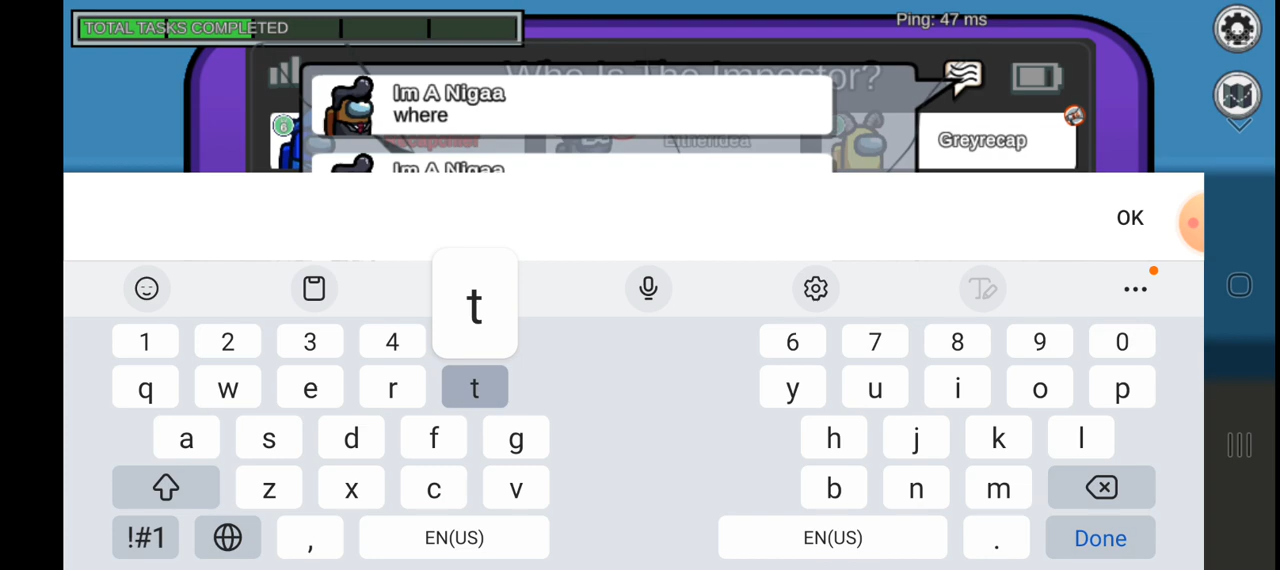 TOTAL TASKS COMPLETED
Ping: 47 ms
Who Is The Impostor?
Im A Nigaa
where
EitherIdea
Greyrecap
Im A Nigaa
OK
t
1 2 3 4 6 7 8 9 0
q w e r t y u i o p
a s d f g h j k l
z x c v b n m
!#1 , EN(US) EN(US) . Done